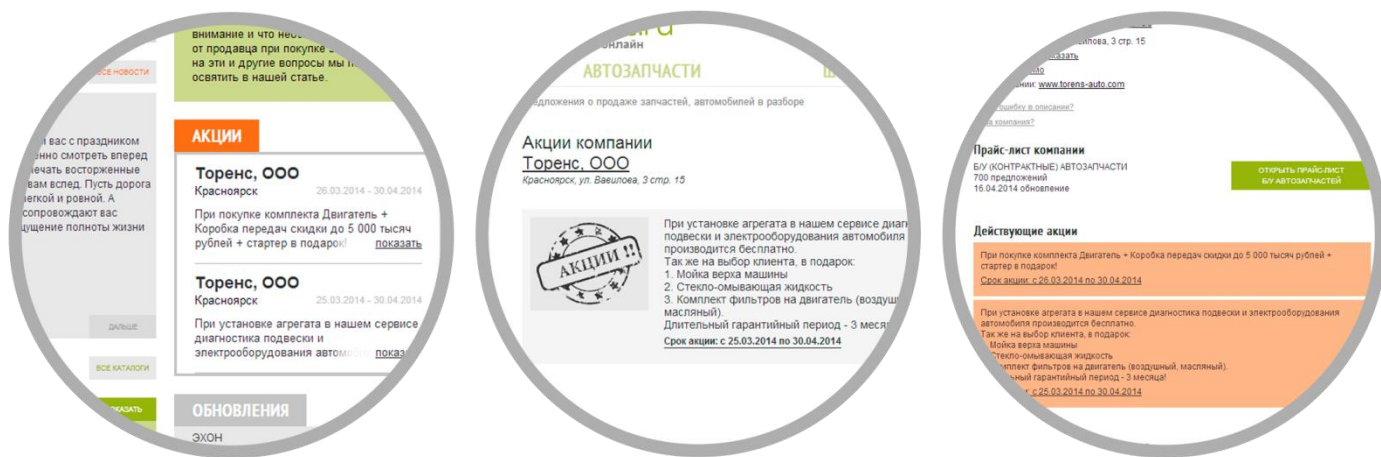 внимание и что
от продавца при покупке
на эти и другие вопросы мы
осветить в нашей статье.
ВСЕ НОВОСТИ
вас с праздником
смотреть вперед
восторженные
вам вслед. Пусть дорога
и ровной. А
сопровождают вас
полноты жизни
ДАЛЬШЕ
ВСЕ КАТАЛОГИ
АКЦИИ
Торенс, ООО
Красноярск 26.03.2014 - 30.04.2014
При покупке комплекта Двигатель +
Коробка передач скидки до 5 000 тысяч
рублей + стартер в подарок! показать
Торенс, ООО
Красноярск 25.03.2014 - 30.04.2014
При установке агрегата в нашем сервисе
диагностика подвески и
электрооборудования
ОБНОВЛЕНИЯ
ЭХОН
онлайн
АВТОЗАПЧАСТИ
о продаже запчастей, автомобилей в разборе
Акции компании
Торенс, ООО
Красноярск, ул. Вавилова, 3 стр. 15
АКЦИИ !!
При установке агрегата в нашем сервисе
подвески и электрооборудования автомобиля
производится бесплатно.
Так же на выбор клиента, в подарок:
1. Мойка верха машины
2. Стекло-омывающая жидкость
3. Комплект фильтров на двигатель
масляный).
Длительный гарантийный период - 3
Срок акции: с 25.03.2014 по 30.04.2014
3 стр. 15
www.torens-auto.com
ошибку в описании?
компания?
Прайс-лист компании
Б/У (КОНТРАКТНЫЕ) АВТОЗАПЧАСТИ
700 предложений
16.04.2014 обновление
ОТКРЫТЬ ПРАЙС-ЛИСТ
Б/У АВТОЗАПЧАСТЕЙ
Действующие акции
При покупке комплекта Двигатель + Коробка передач скидки до 5 000 тысяч рублей +
стартер в подарок!
Срок акции: с 26.03.2014 по 30.04.2014
При установке агрегата в нашем сервисе диагностика подвески и электрооборудования
автомобиля производится бесплатно.
Так же на выбор клиента, в подарок:
Мойка верха машины
Стекло-омывающая жидкость
фильтров на двигатель (воздушный, масляный).
гарантийный период - 3 месяца!
с 25.03.2014 по 30.04.2014